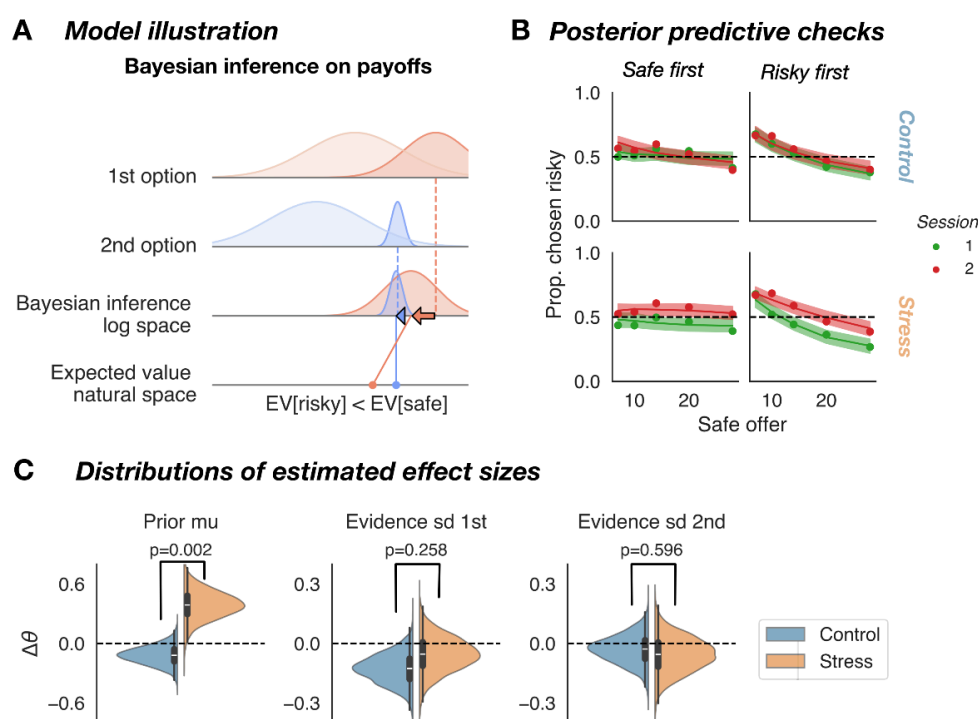 A Model illustration
Bayesian inference on payoffs
1st option
2nd option
Bayesian inference
log space
Expected value
natural space
EV[risky] < EV[safe]
B Posterior predictive checks
Safe first
Risky first
Prop. chosen risky
1.0
0.5
0.0
Control
1.0
0.5
0.0
Stress
10
20
10
20
Safe offer
Session
1
2
C Distributions of estimated effect sizes
Prior mu
p=0.002
Δθ
0.6
0.0
−0.6
Evidence sd 1st
p=0.258
0.3
0.0
−0.3
Evidence sd 2nd
p=0.596
0.3
0.0
−0.3
Control
Stress